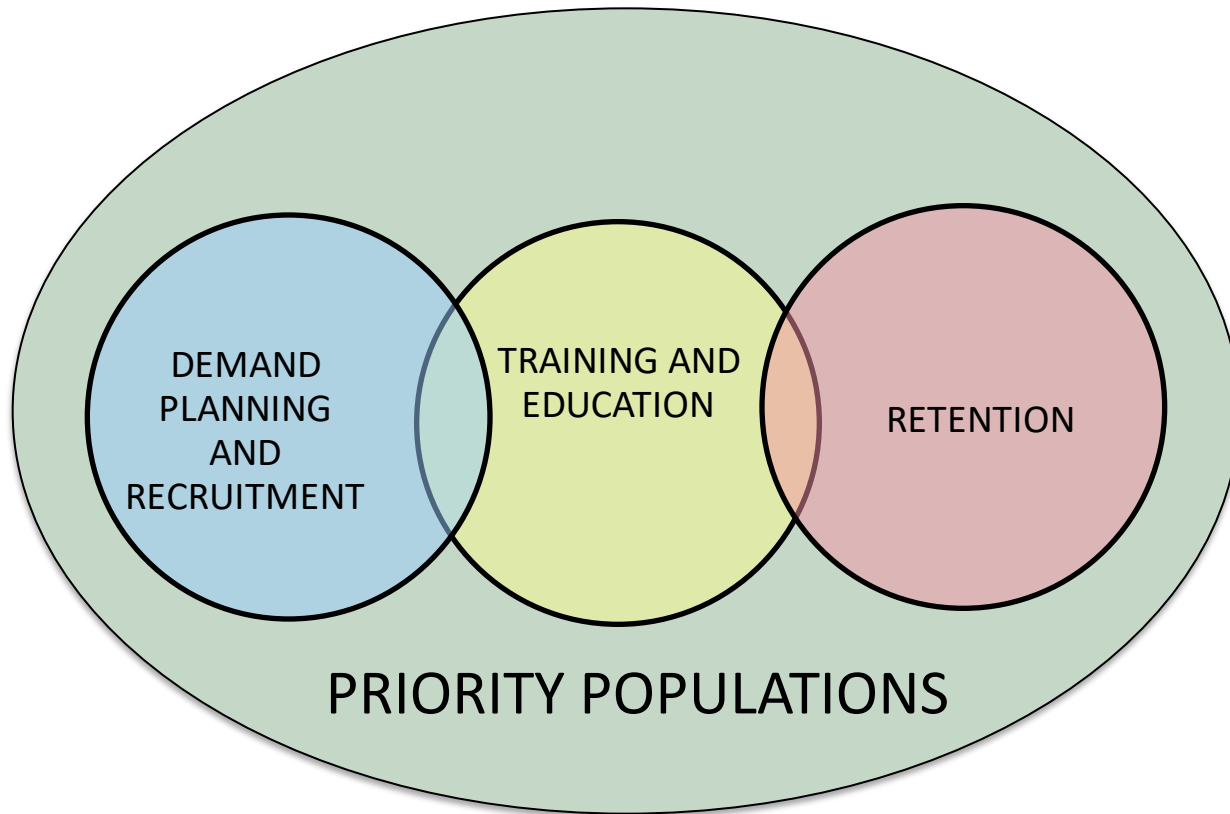 DEMAND
PLANNING
AND
RECRUITMENT
TRAINING AND
EDUCATION
RETENTION
PRIORITY POPULATIONS